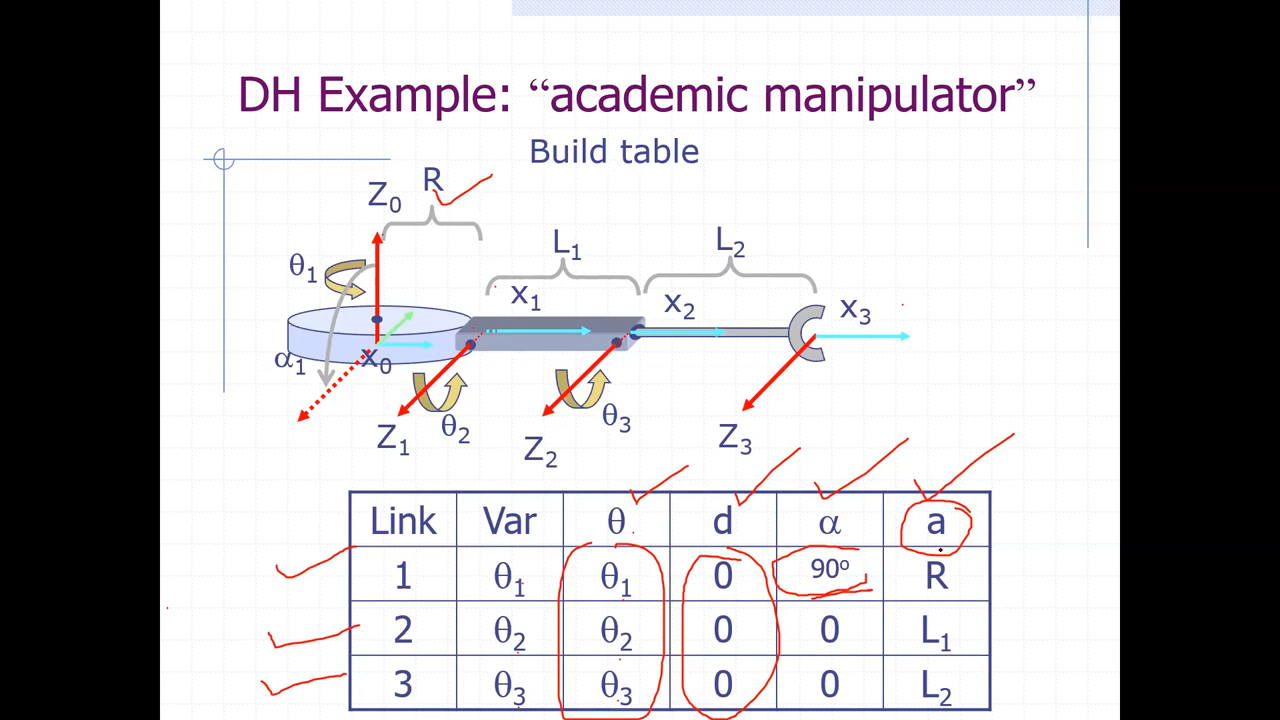 DH Example: “academic manipulator”
Build table
R
Z₀
L₁
L₂
θ₁
x₁
x₂
x₃
α₁
x₀
Z₁
θ₂
Z₂
θ₃
Z₃
Link Var θ d α a
1 θ₁ θ₁ 0 90º R
2 θ₂ θ₂ 0 0 L₁
3 θ₃ θ₃ 0 0 L₂